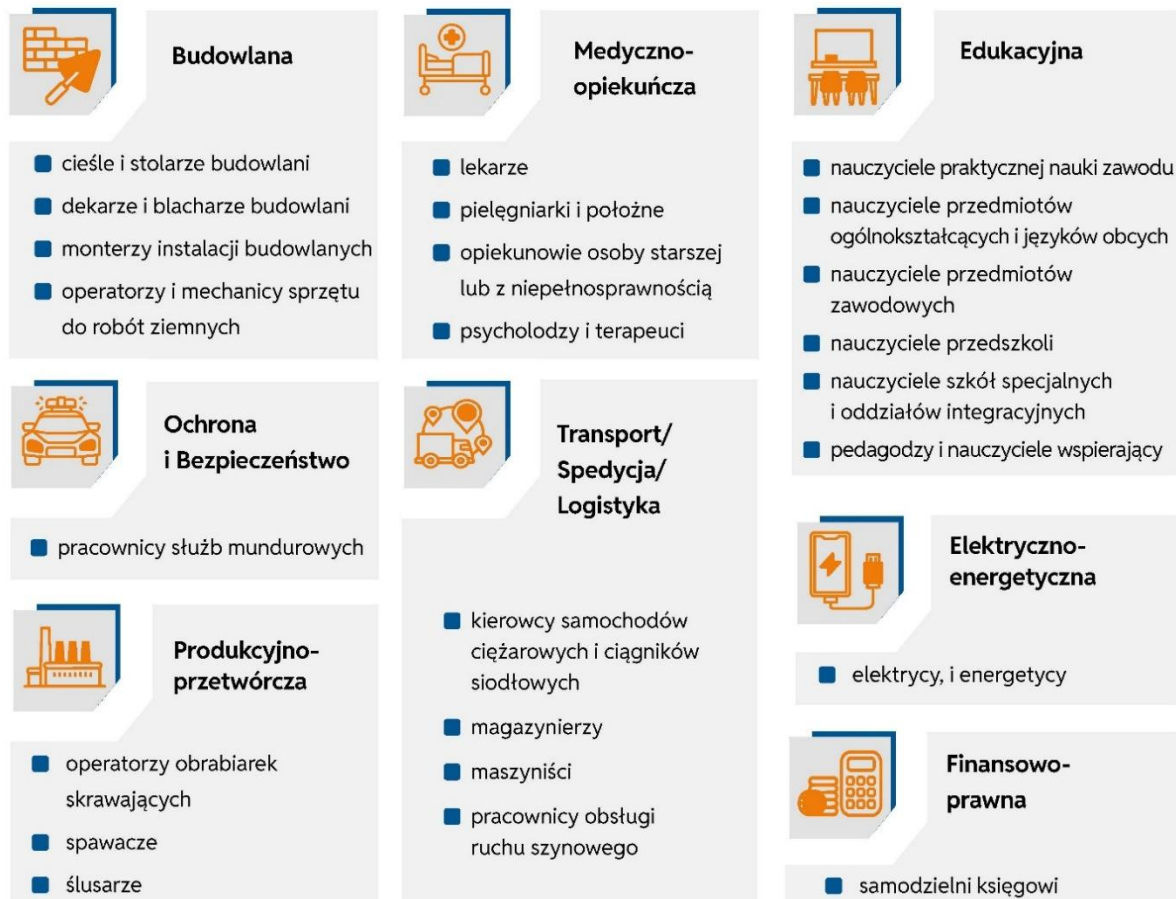 Budowlana
cieśle i stolarze budowlani
dekarze i blacharze budowlani
monterzy instalacji budowlanych
operatorzy i mechanicy sprzętu
do robót ziemnych
Medyczno-
opiekuńcza
lekarze
pielęgniarki i położne
opiekunowie osoby starszej
lub z niepełnosprawnością
psycholodzy i terapeuci
Edukacyjna
nauczyciele praktycznej nauki zawodu
nauczyciele przedmiotów
ogólnokształcących i języków obcych
nauczyciele przedmiotów
zawodowych
nauczyciele przedszkoli
nauczyciele szkół specjalnych
i oddziałów integracyjnych
pedagodzy i nauczyciele wspierający
Ochrona
i Bezpieczeństwo
pracownicy służb mundurowych
Transport/
Spedycja/
Logistyka
kierowcy samochodów
ciężarowych i ciągników
siodłowych
magazynierzy
maszyniści
pracownicy obsługi
ruchu szynowego
Elektryczno-
energetyczna
elektrycy, i energetycy
Produkcyjno-
przetwórcza
operatorzy obrabiarek
skrawających
spawacze
ślusarze
Finansowo-
prawna
samodzielni księgowi